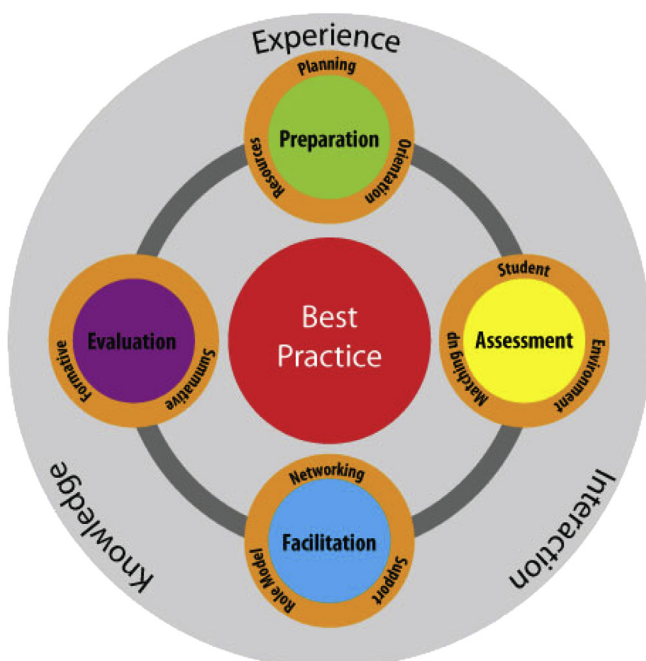 Experience
Planning
Preparation
Resources
Orientation
Student
Assessment
Matching up
Environment
Best
Practice
Evaluation
Formative
Summative
Networking
Facilitation
Role Model
Support
Knowledge
Interaction